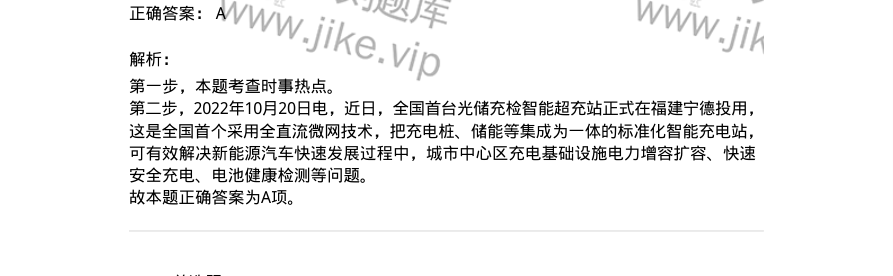 题库
正确答案： A
www.jike.vip
解析：
第一步，本题考查时事热点。
第二步，2022年10月20日电，近日，全国首台光储充检智能超充站正式在福建宁德投用，
这是全国首个采用全直流微网技术，把充电桩、储能等集成为一体的标准化智能充电站，
可有效解决新能源汽车快速发展过程中，城市中心区充电基础设施电力增容扩容、快速
安全充电、电池健康检测等问题。
故本题正确答案为A项。